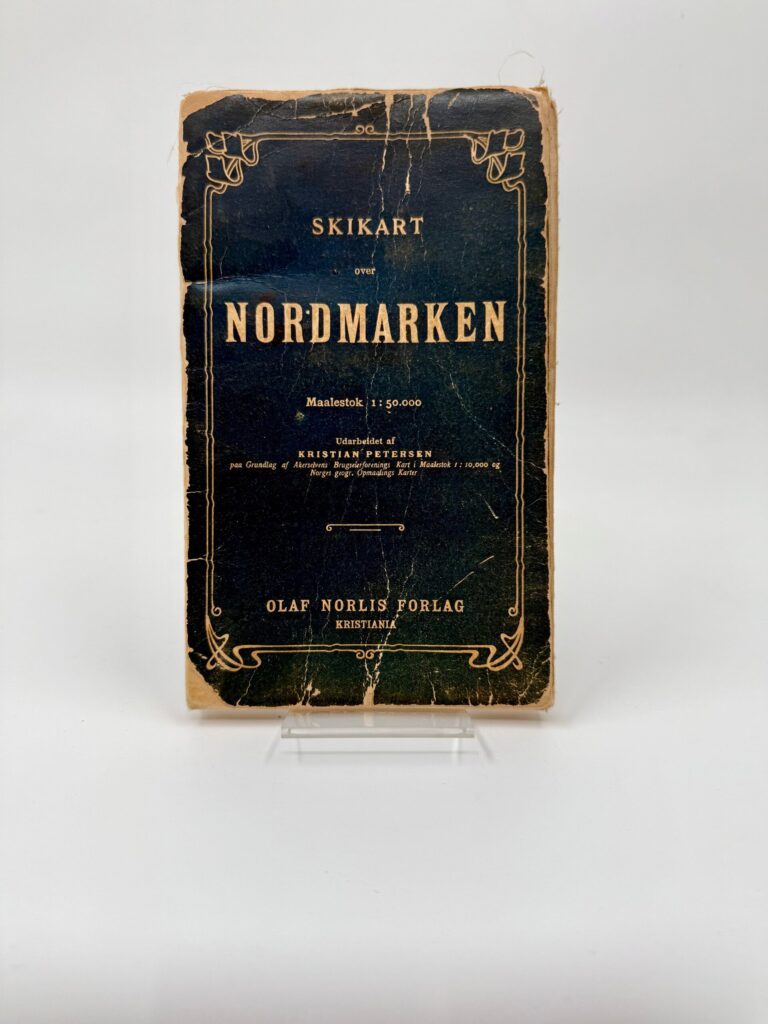 SKIKART
over
NORDMARKEN
Maalestok 1 : 50.000
Udarbeidet af
KRISTIAN PETERSEN
paa Grundlag af Akerselvens Brugseierforenings Kart i Maalestok 1 : 10,000 og
Norges geogr. Opmaalings Karter
OLAF NORLIS FORLAG
KRISTIANIA